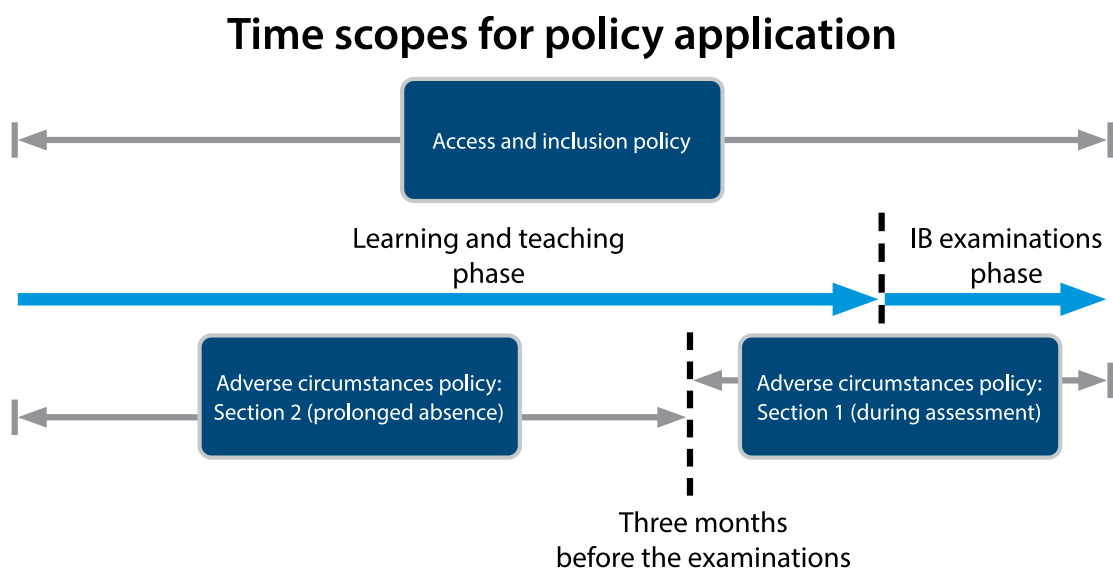 Time scopes for policy application
Access and inclusion policy
Learning and teaching
phase
IB examinations
phase
Adverse circumstances policy:
Section 2 (prolonged absence)
Adverse circumstances policy:
Section 1 (during assessment)
Three months
before the examinations